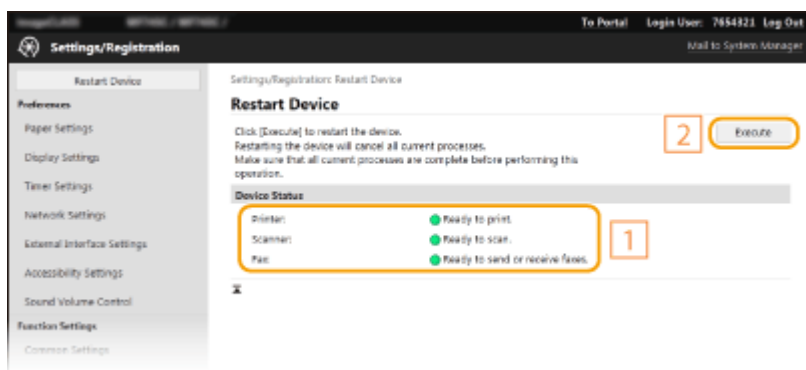 To Portal Login User: 7654321 Log Out
Settings/Registration
Mail to System Manager
Restart Device
Preferences
Paper Settings
Display Settings
Timer Settings
Network Settings
External Interface Settings
Accessibility Settings
Sound Volume Control
Function Settings
Common Settings
Settings/Registration: Restart Device
Restart Device
Click [Execute] to restart the device.
Restarting the device will cancel all current processes.
Make sure that all current processes are complete before performing this
operation.
2
Execute
Device Status
Printer: Ready to print.
Scanner: Ready to scan.
Fax: Ready to send or receive faxes.
1